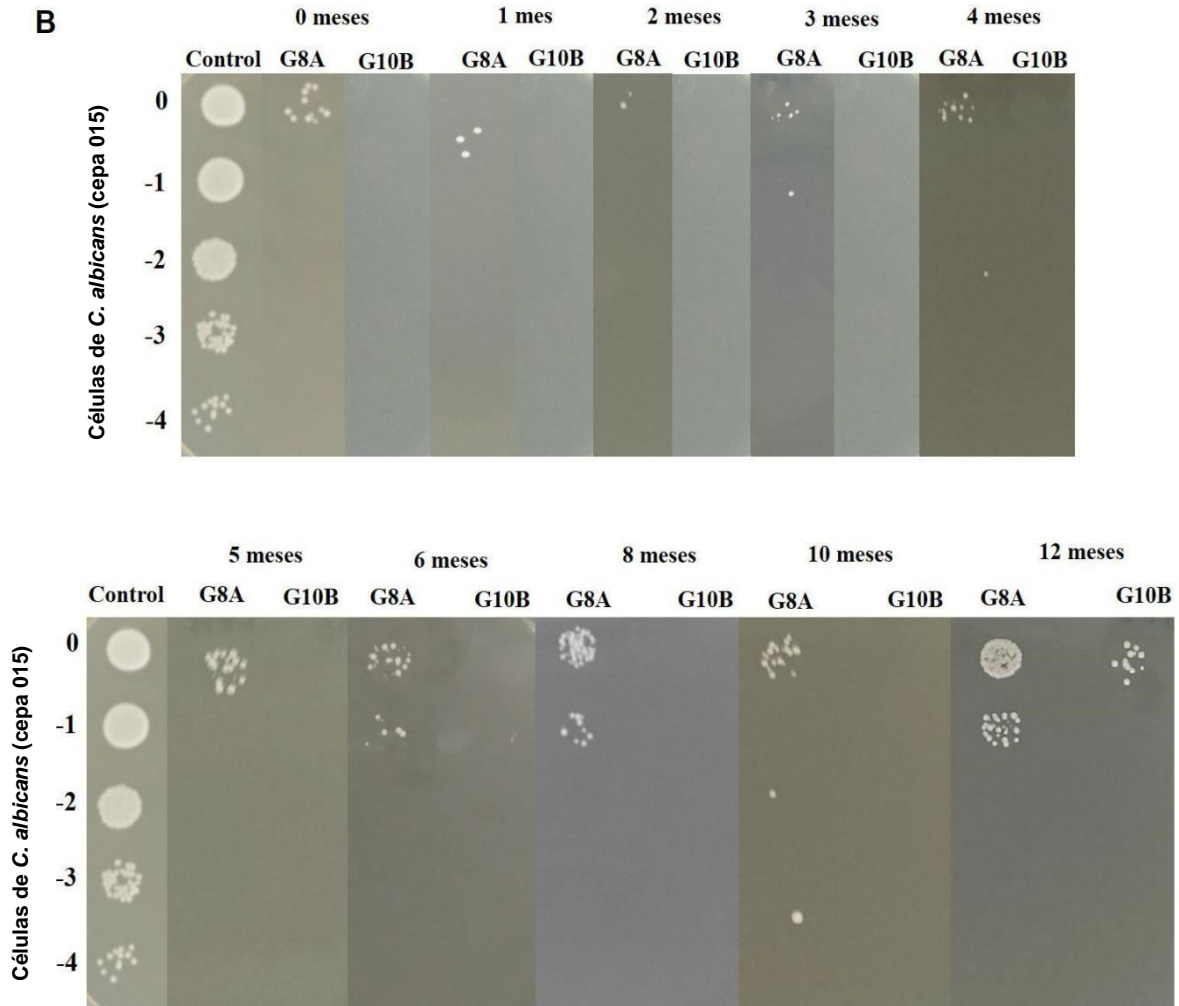 B
0 meses 1 mes 2 meses 3 meses 4 meses
Control G8A G10B G8A G10B G8A G10B G8A G10B G8A G10B
Células de C. albicans (cepa 015)
0
-1
-2
-3
-4
5 meses 6 meses 8 meses 10 meses 12 meses
Control G8A G10B G8A G10B G8A G10B G8A G10B G8A G10B
Células de C. albicans (cepa 015)
0
-1
-2
-3
-4